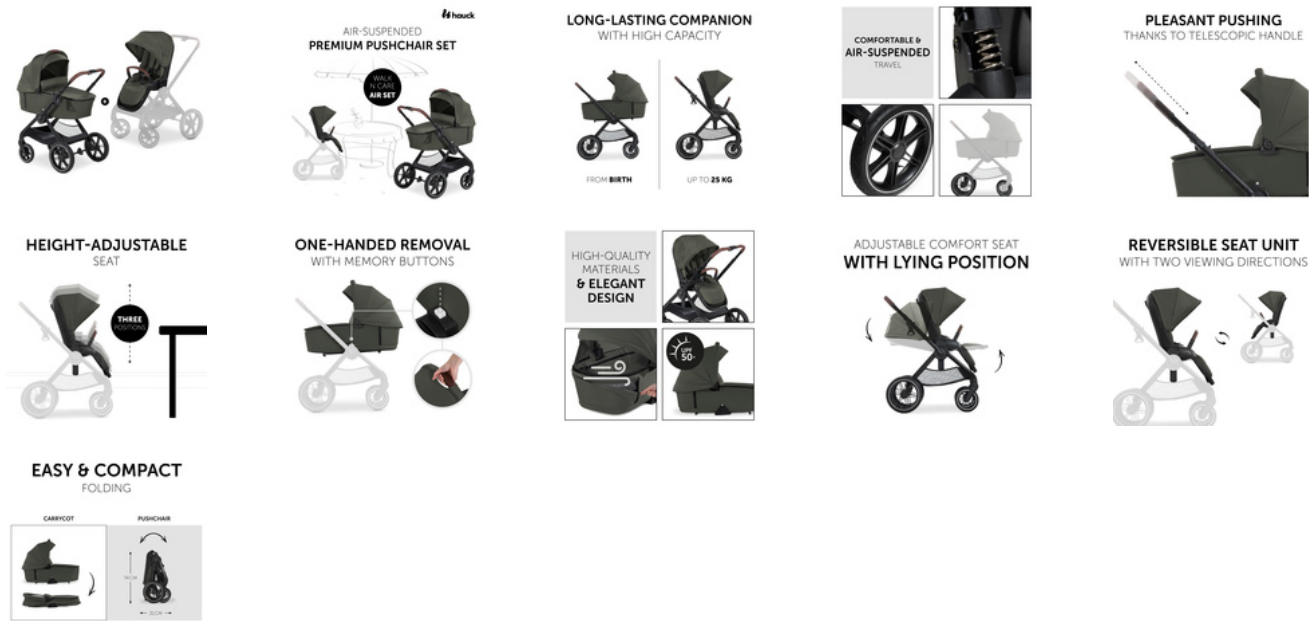 hauck
AIR-SUSPENDED
PREMIUM PUSHCHAIR SET
WALK
N CARE
AIR SET
LONG-LASTING COMPANION
WITH HIGH CAPACITY
FROM BIRTH
UP TO 25 KG
COMFORTABLE &
AIR-SUSPENDED
TRAVEL
PLEASANT PUSHING
THANKS TO TELESCOPIC HANDLE
HEIGHT-ADJUSTABLE
SEAT
THREE
POSITIONS
ONE-HANDED REMOVAL
WITH MEMORY BUTTONS
HIGH-QUALITY
MATERIALS
& ELEGANT
DESIGN
UPF
50+
ADJUSTABLE COMFORT SEAT
WITH LYING POSITION
REVERSIBLE SEAT UNIT
WITH TWO VIEWING DIRECTIONS
EASY & COMPACT
FOLDING
CARRYCOT
PUSHCHAIR